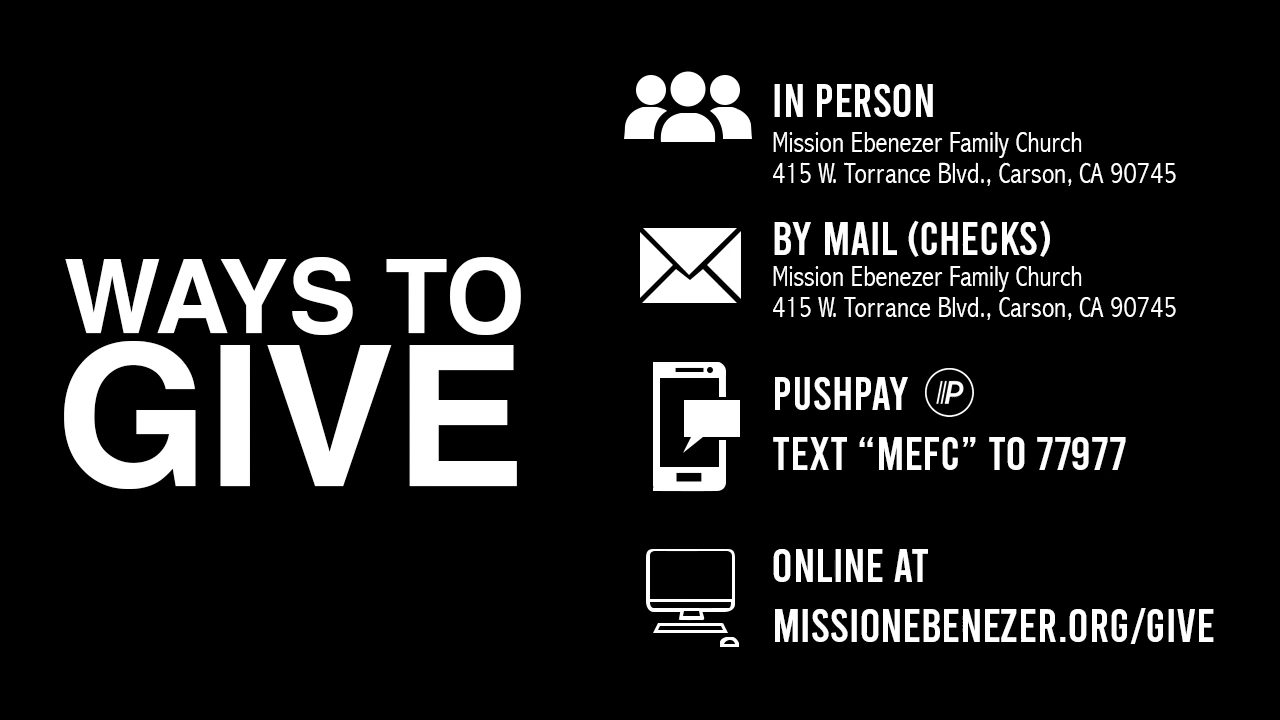 WAYS TO
GIVE
IN PERSON
Mission Ebenezer Family Church
415 W. Torrance Blvd., Carson, CA 90745
BY MAIL (CHECKS)
Mission Ebenezer Family Church
415 W. Torrance Blvd., Carson, CA 90745
PUSHPAY P
TEXT “MEFC” TO 77977
ONLINE AT
MISSIONEBENEZER.ORG/GIVE